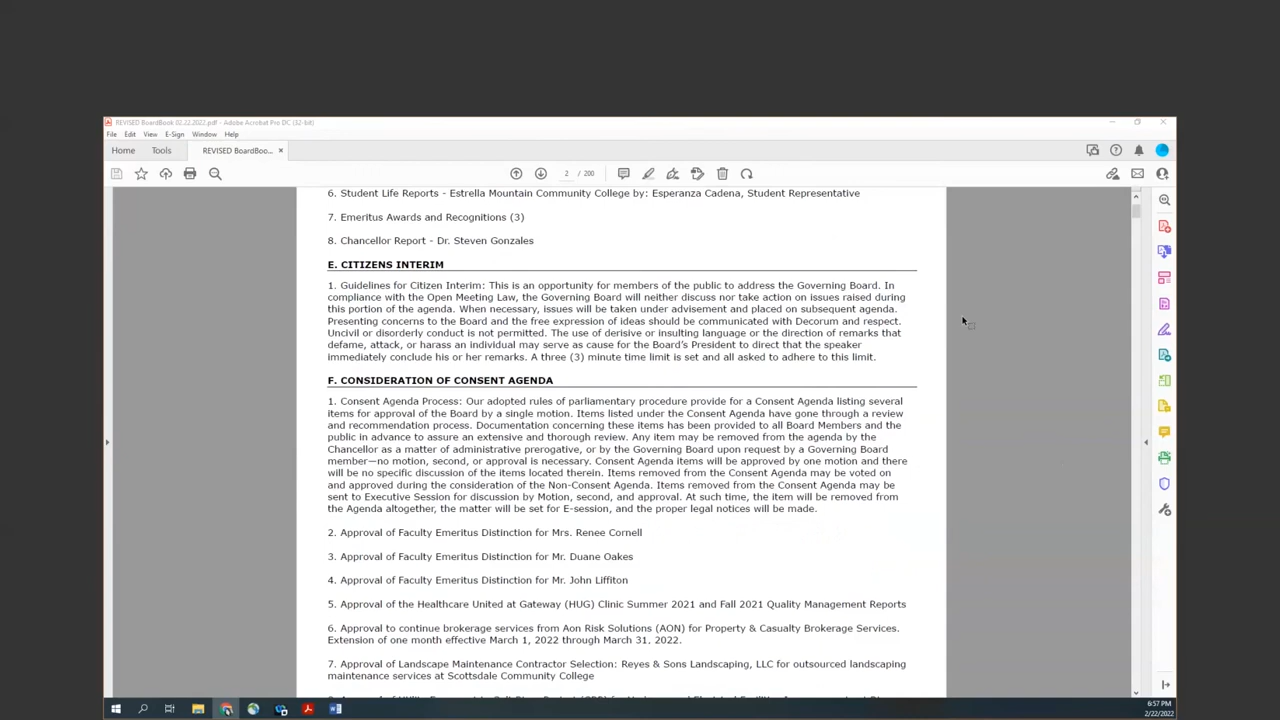 REVISED BoardBook 02.22.2022.pdf - Adobe Acrobat Pro DC (32-bit)
File Edit View E-Sign Window Help
Home Tools REVISED BoardBoo... ×
2 / 200
6. Student Life Reports - Estrella Mountain Community College by: Esperanza Cadena, Student Representative
7. Emeritus Awards and Recognitions (3)
8. Chancellor Report - Dr. Steven Gonzales
E. CITIZENS INTERIM
1. Guidelines for Citizen Interim: This is an opportunity for members of the public to address the Governing Board. In
compliance with the Open Meeting Law, the Governing Board will neither discuss nor take action on issues raised during
this portion of the agenda. When necessary, issues will be taken under advisement and placed on subsequent agenda.
Presenting concerns to the Board and the free expression of ideas should be communicated with Decorum and respect.
Uncivil or disorderly conduct is not permitted. The use of derisive or insulting language or the direction of remarks that
defame, attack, or harass an individual may serve as cause for the Board's President to direct that the speaker
immediately conclude his or her remarks. A three (3) minute time limit is set and all asked to adhere to this limit.
F. CONSIDERATION OF CONSENT AGENDA
1. Consent Agenda Process: Our adopted rules of parliamentary procedure provide for a Consent Agenda listing several
items for approval of the Board by a single motion. Items listed under the Consent Agenda have gone through a review
and recommendation process. Documentation concerning these items has been provided to all Board Members and the
public in advance to assure an extensive and thorough review. Any item may be removed from the agenda by the
Chancellor as a matter of administrative prerogative, or by the Governing Board upon request by a Governing Board
member—no motion, second, or approval is necessary. Consent Agenda items will be approved by one motion and there
will be no specific discussion of the items located therein. Items removed from the Consent Agenda may be voted on
and approved during the consideration of the Non-Consent Agenda. Items removed from the Consent Agenda may be
sent to Executive Session for discussion by Motion, second, and approval. At such time, the item will be removed from
the Agenda altogether, the matter will be set for E-session, and the proper legal notices will be made.
2. Approval of Faculty Emeritus Distinction for Mrs. Renee Cornell
3. Approval of Faculty Emeritus Distinction for Mr. Duane Oakes
4. Approval of Faculty Emeritus Distinction for Mr. John Liffiton
5. Approval of the Healthcare United at Gateway (HUG) Clinic Summer 2021 and Fall 2021 Quality Management Reports
6. Approval to continue brokerage services from Aon Risk Solutions (AON) for Property & Casualty Brokerage Services.
Extension of one month effective March 1, 2022 through March 31, 2022.
7. Approval of Landscape Maintenance Contractor Selection: Reyes & Sons Landscaping, LLC for outsourced landscaping
maintenance services at Scottsdale Community College
6:57 PM
2/22/2022